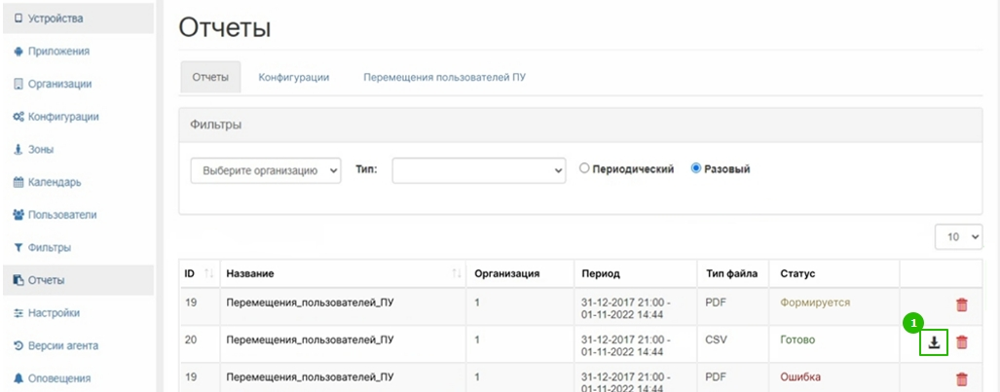 Устройства
Приложения
Организации
Конфигурации
Зоны
Календарь
Пользователи
Фильтры
Отчеты
Настройки
Версии агента
Оповещения
Отчеты
Отчеты Конфигурации Перемещения пользователей ПУ
Фильтры
Выберите организацию Тип: Периодический Разовый
10
ID Название Организация Период Тип файла Статус
19 Перемещения_пользователей_ПУ 1 31-12-2017 21:00 - PDF Формируется
01-11-2022 14:44
1
20 Перемещения_пользователей_ПУ 1 31-12-2017 21:00 - CSV Готово
01-11-2022 14:44
19 Перемещения_пользователей_ПУ 1 31-12-2017 21:00 - PDF Ошибка
01-11-2022 14:44